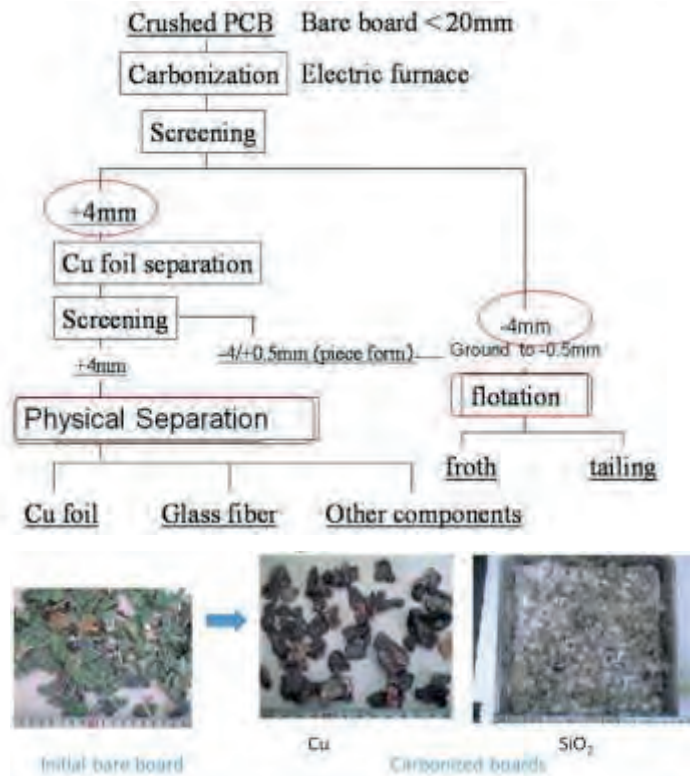 Crushed PCB Bare board <20mm
Carbonization Electric furnace
Screening
+4mm
Cu foil separation
Screening
-4mm
-4/+0.5mm (piece form)
Ground to -0.5mm
+4mm
flotation
Physical Separation
froth tailing
Cu foil Glass fiber Other components
Cu SiO₂
Initial bare board Carbonized boards